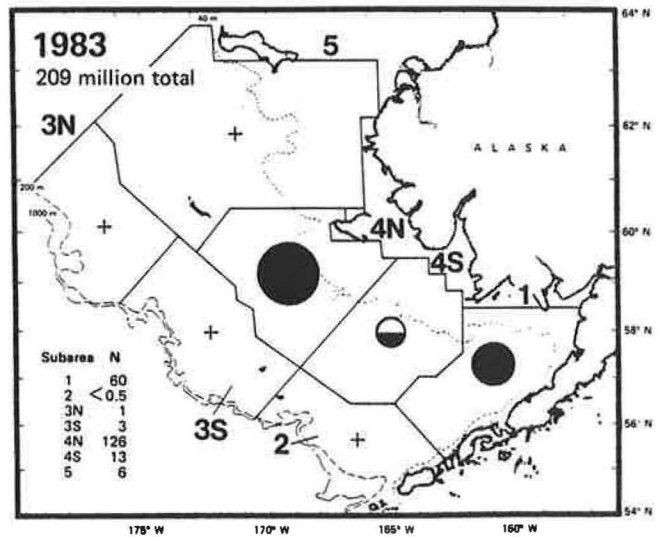 1983
209 million total
40 m
5
64° N
62° N
60° N
58° N
56° N
54° N
3N
200 m
1000 m
ALASKA
4N
4S
1
3S
2
Subarea N
1 60
2 <0.5
3N 1
3S 3
4N 126
4S 13
5 6
175° W
170° W
165° W
160° W